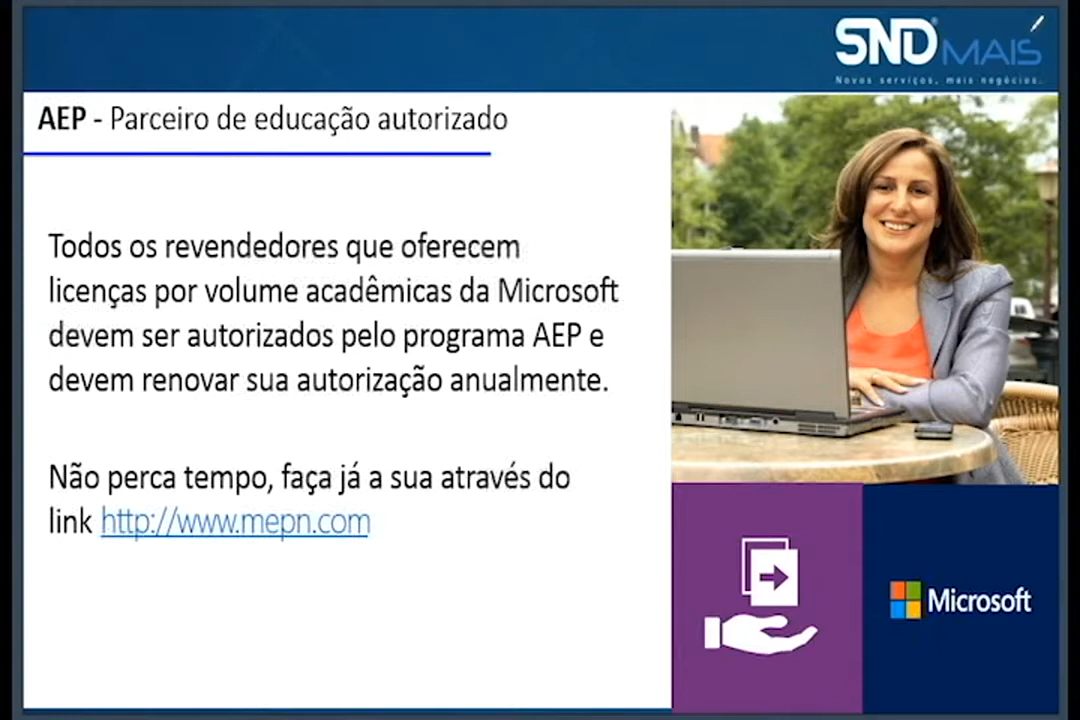 SND MAIS
Novos serviços, mais negócios.
AEP - Parceiro de educação autorizado
Todos os revendedores que oferecem
licenças por volume acadêmicas da Microsoft
devem ser autorizados pelo programa AEP e
devem renovar sua autorização anualmente.
Não perca tempo, faça já a sua através do
link http://www.mepn.com
Microsoft